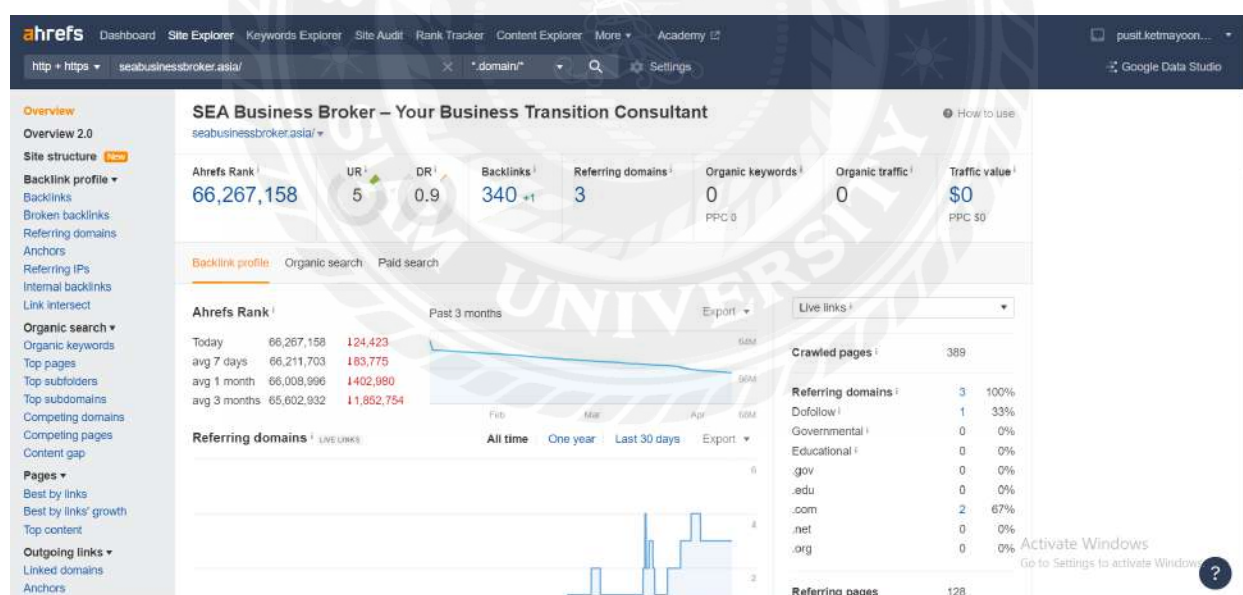 ahrefs Dashboard Site Explorer Keywords Explorer Site Audit Rank Tracker Content Explorer More Academy pusit.ketmayoon....
http + https seabusinessbroker.asia/ *.domain/* Settings Google Data Studio
Overview
Overview 2.0
Site structure New
Backlink profile
Backlinks
Broken backlinks
Referring domains
Anchors
Referring IPs
Internal backlinks
Link intersect
Organic search
Organic keywords
Top pages
Top subfolders
Top subdomains
Competing domains
Competing pages
Content gap
Pages
Best by links
Best by links' growth
Top content
Outgoing links
Linked domains
Anchors
SEA Business Broker – Your Business Transition Consultant
How to use
seabusinessbroker.asia/
Ahrefs Rank UR DR Backlinks Referring domains Organic keywords Organic traffic Traffic value
66,267,158 5 0.9 340 +1 3 0 0 $0
PPC 0 PPC $0
Backlink profile Organic search Paid search
Ahrefs Rank Past 3 months Export
Today 66,267,158 24,423
avg 7 days 66,211,703 83,775
avg 1 month 66,008,996 402,980
avg 3 months 65,602,932 1,852,754
64M
66M
Feb Mar Apr 68M
Referring domains LIVE LINKS All time One year Last 30 days Export
6
4
2
Live links
Crawled pages 389
Referring domains 3 100%
Dofollow 1 33%
Governmental 0 0%
Educational 0 0%
.gov 0 0%
.edu 0 0%
.com 2 67%
.net 0 0%
.org 0 0%
Referring pages 128
Activate Windows
Go to Settings to activate Windows
?
SIAM UNIVERSITY